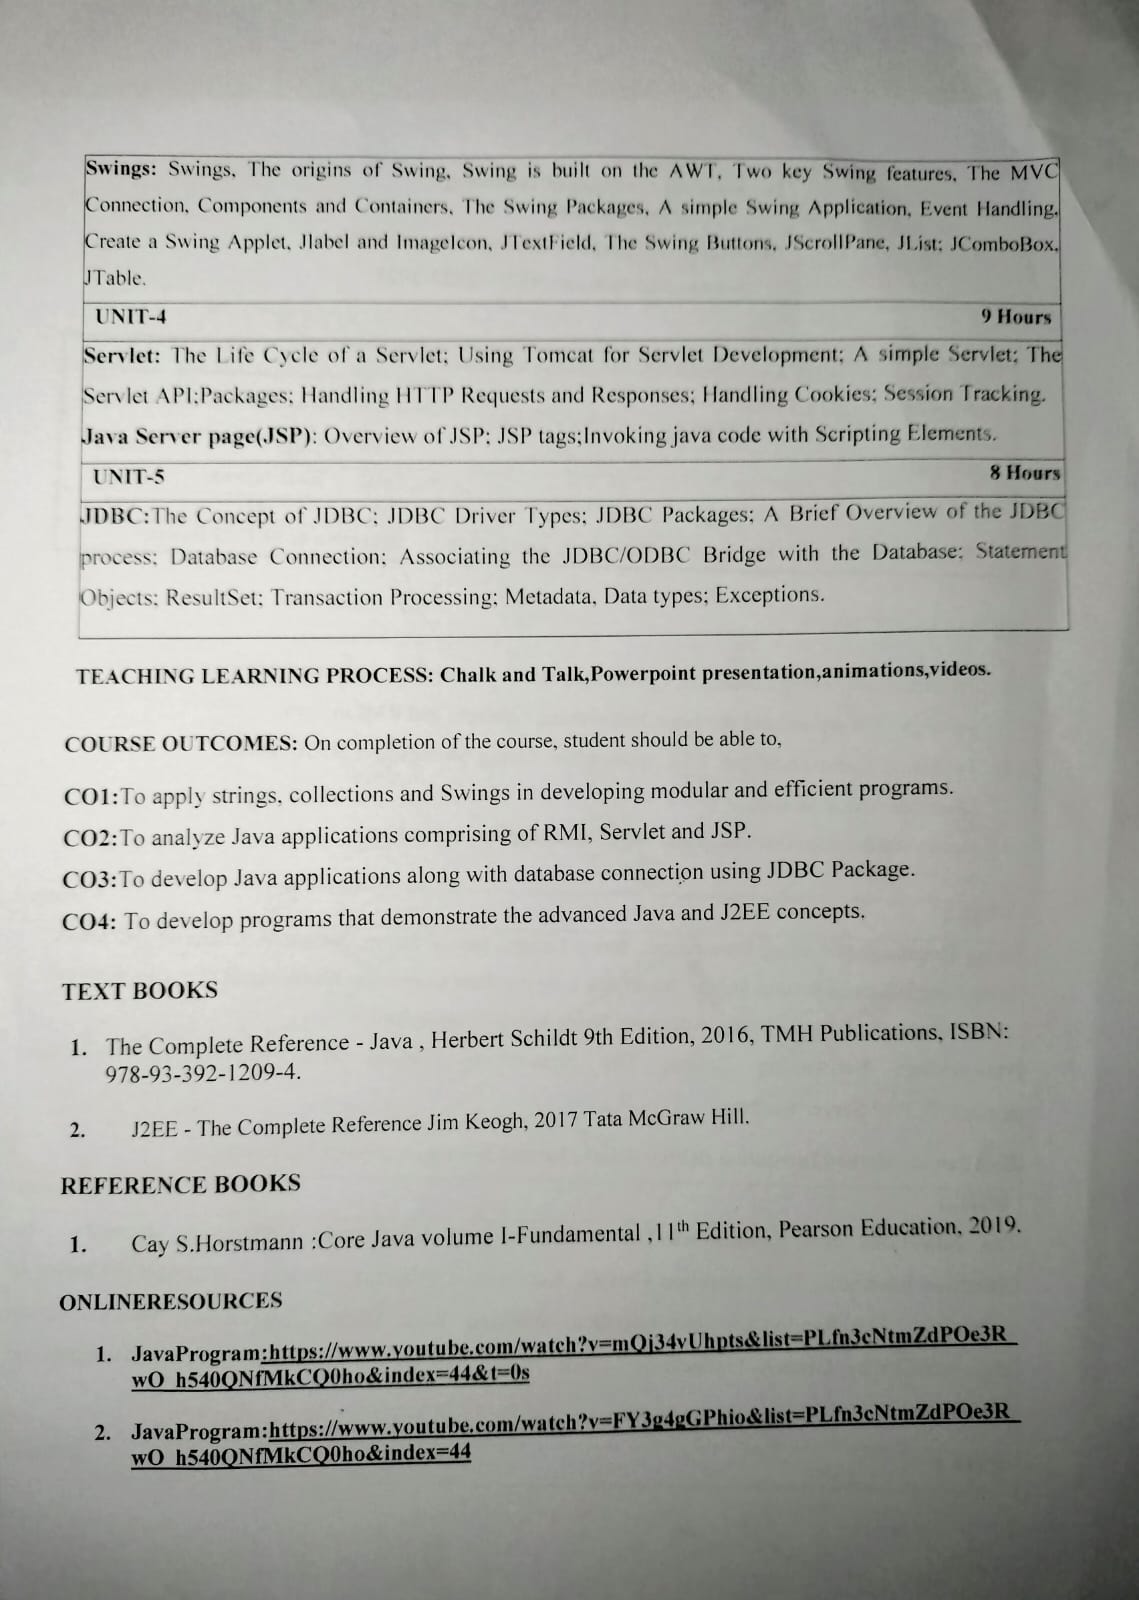 Swings: Swings, The origins of Swing, Swing is built on the AWT, Two key Swing features, The MVC
Connection, Components and Containers, The Swing Packages, A simple Swing Application, Event Handling,
Create a Swing Applet, Jlabel and ImageIcon, JTextField, The Swing Buttons, JScrollPane, JList; JComboBox,
JTable.
UNIT-4 9 Hours
Servlet: The Life Cycle of a Servlet; Using Tomcat for Servlet Development; A simple Servlet; The
Servlet API;Packages; Handling HTTP Requests and Responses; Handling Cookies; Session Tracking.
Java Server page(JSP): Overview of JSP; JSP tags;Invoking java code with Scripting Elements.
UNIT-5 8 Hours
JDBC:The Concept of JDBC; JDBC Driver Types; JDBC Packages; A Brief Overview of the JDBC
process; Database Connection; Associating the JDBC/ODBC Bridge with the Database; Statement
Objects; ResultSet; Transaction Processing; Metadata, Data types; Exceptions.
TEACHING LEARNING PROCESS: Chalk and Talk,Powerpoint presentation,animations,videos.
COURSE OUTCOMES: On completion of the course, student should be able to,
CO1:To apply strings, collections and Swings in developing modular and efficient programs.
CO2:To analyze Java applications comprising of RMI, Servlet and JSP.
CO3:To develop Java applications along with database connection using JDBC Package.
CO4: To develop programs that demonstrate the advanced Java and J2EE concepts.
TEXT BOOKS
1. The Complete Reference - Java , Herbert Schildt 9th Edition, 2016, TMH Publications, ISBN:
978-93-392-1209-4.
2. J2EE - The Complete Reference Jim Keogh, 2017 Tata McGraw Hill.
REFERENCE BOOKS
1. Cay S.Horstmann :Core Java volume I-Fundamental ,11th Edition, Pearson Education, 2019.
ONLINERESOURCES
1. JavaProgram:https://www.youtube.com/watch?v=mQj34vUhpts&list=PLfn3cNtmZdPOe3R_
wO_h540QNfMkCQ0ho&index=44&t=0s
2. JavaProgram:https://www.youtube.com/watch?v=FY3g4gGPhio&list=PLfn3cNtmZdPOe3R_
wO_h540QNfMkCQ0ho&index=44